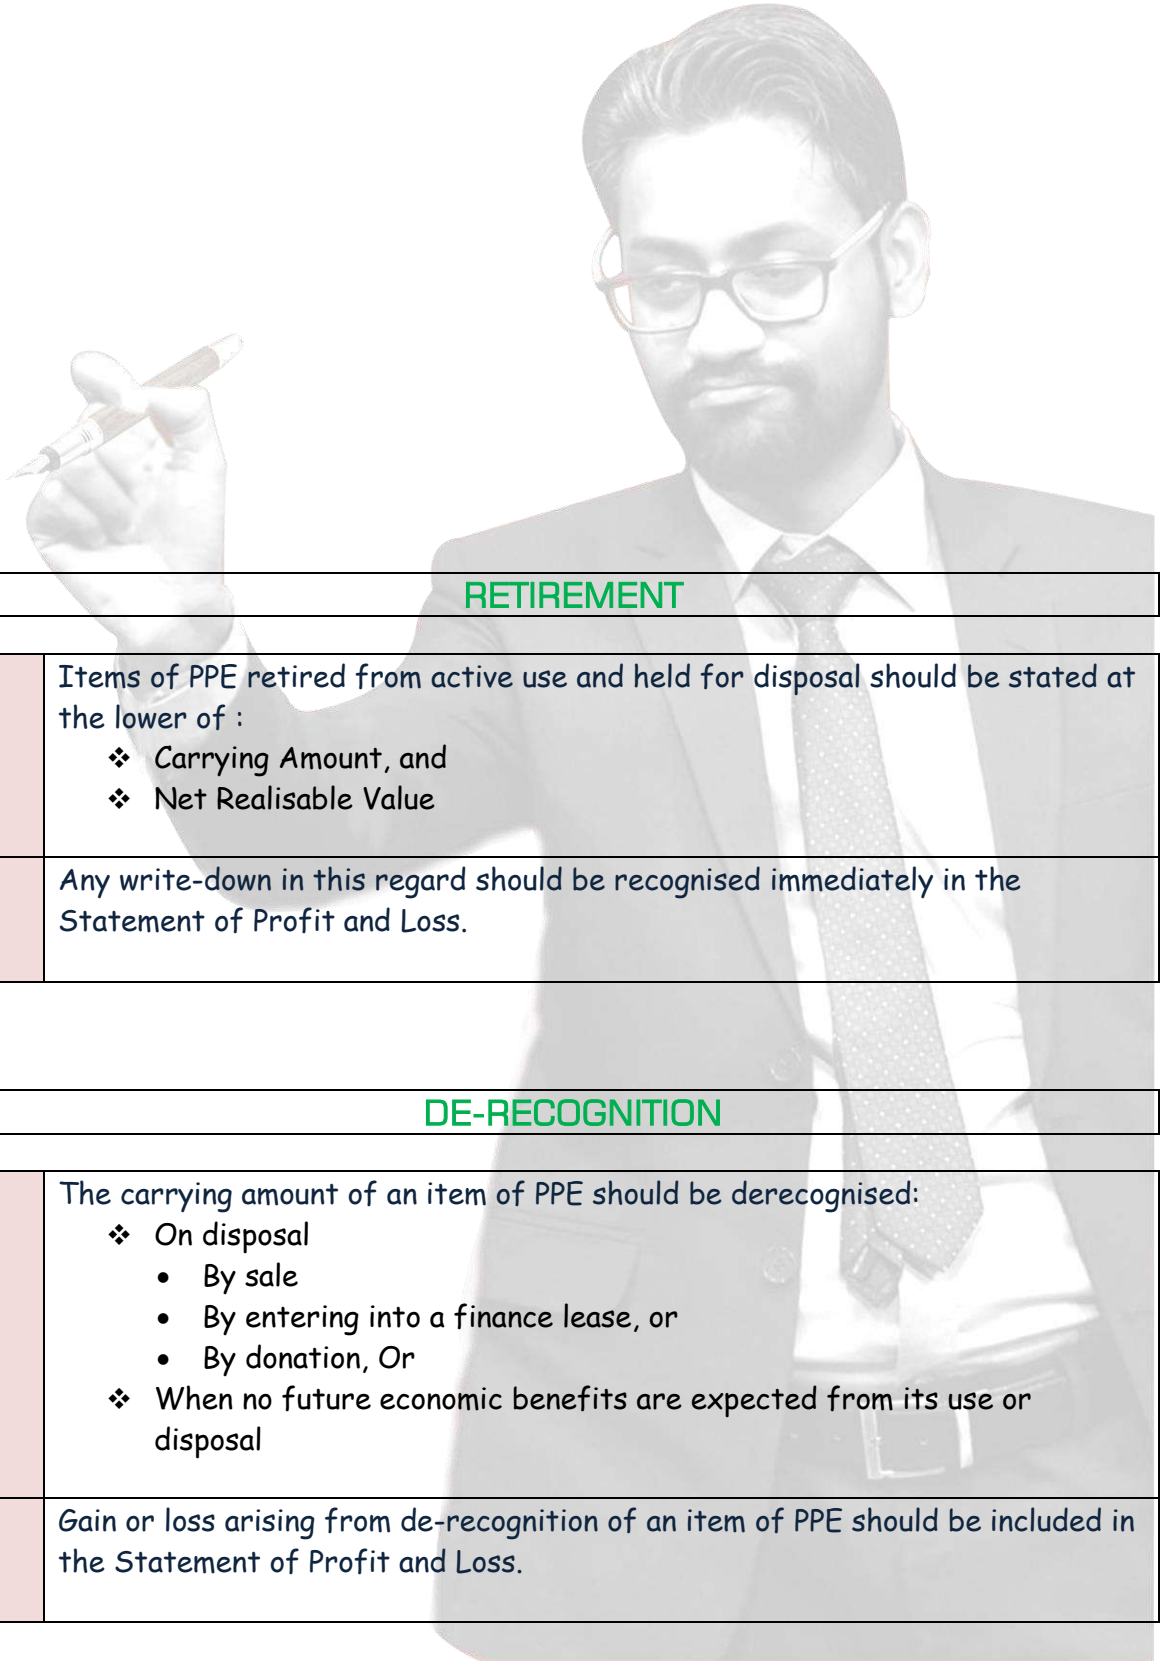 RETIREMENT
Items of PPE retired from active use and held for disposal should be stated at
the lower of :
❖ Carrying Amount, and
❖ Net Realisable Value
Any write-down in this regard should be recognised immediately in the
Statement of Profit and Loss.
DE-RECOGNITION
The carrying amount of an item of PPE should be derecognised:
❖ On disposal
• By sale
• By entering into a finance lease, or
• By donation, Or
❖ When no future economic benefits are expected from its use or
disposal
Gain or loss arising from de-recognition of an item of PPE should be included in
the Statement of Profit and Loss.